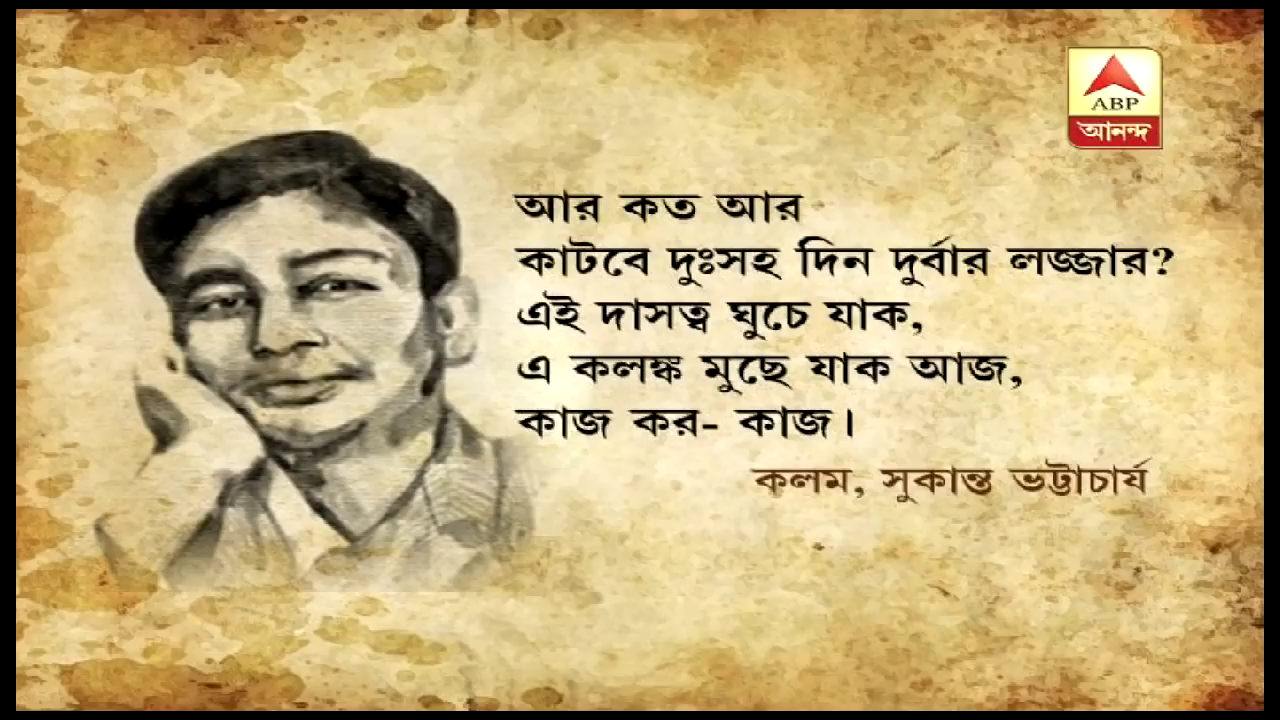 ABP
আনন্দ
আর কত আর
কাটবে দুঃসহ দিন দুর্বার লজ্জার?
এই দাসত্ব ঘুচে যাক,
এ কলঙ্ক মুছে যাক আজ,
কাজ কর- কাজ।
কলম, সুকান্ত ভট্টাচার্য